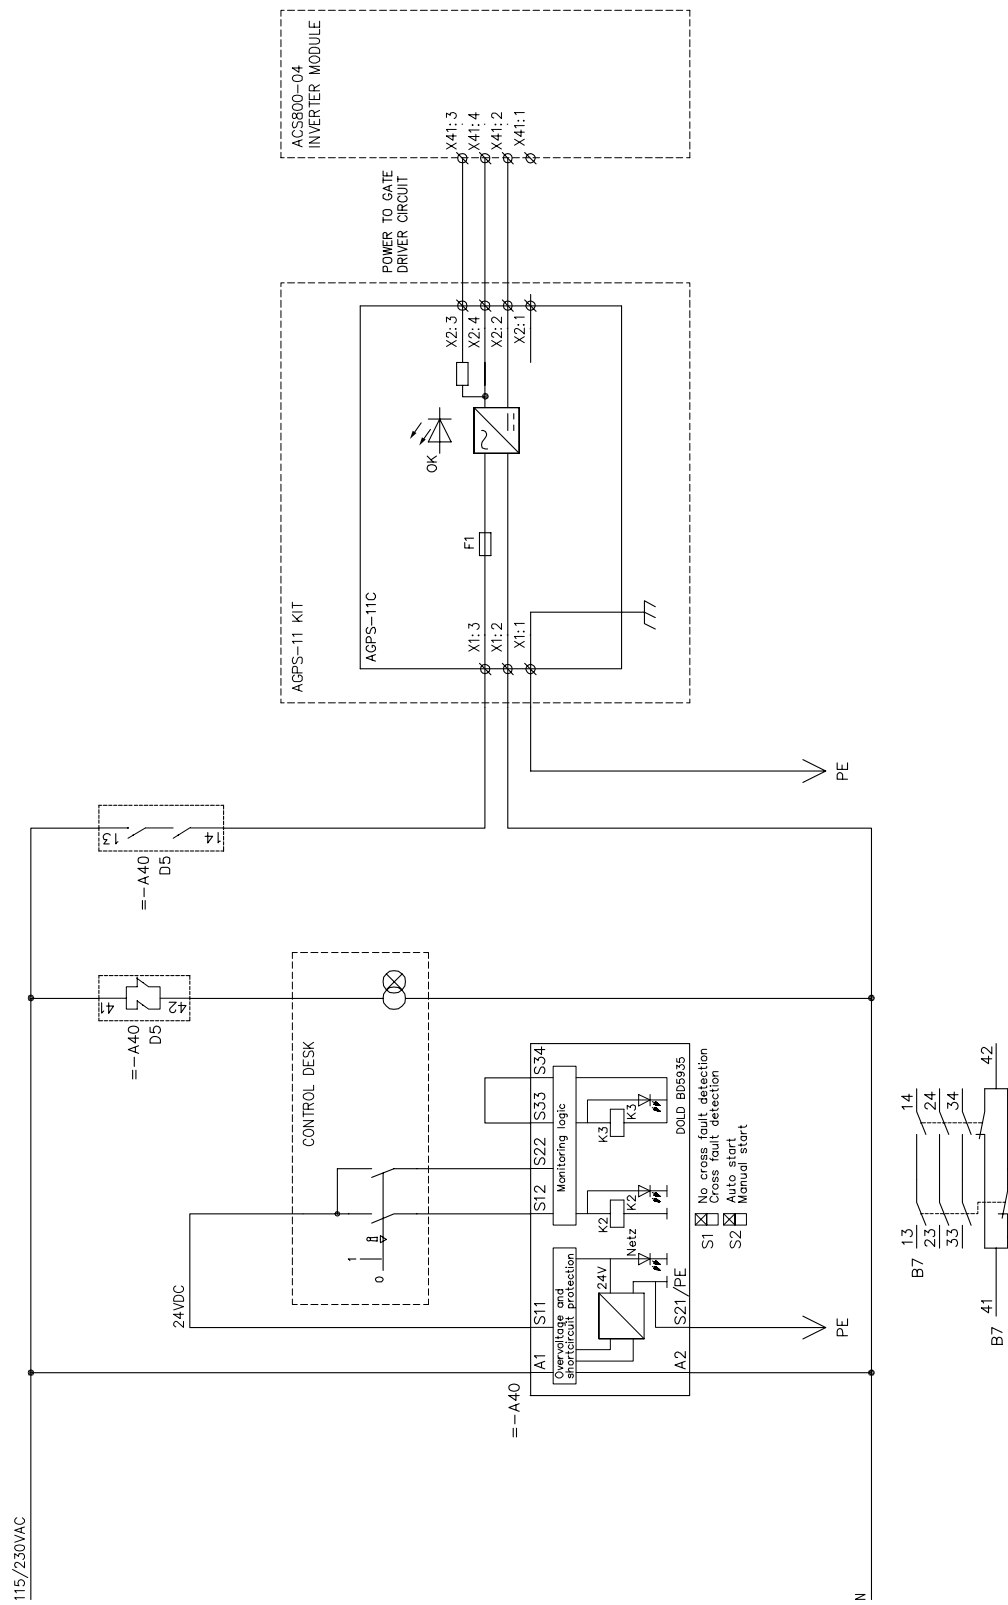 ACS800-04
INVERTER MODULE
X41:3
X41:4
X41:2
X41:1
POWER TO GATE
DRIVER CIRCUIT
X2:3
X2:4
X2:2
X2:1
OK
F1
AGPS-11 KIT
AGPS-11C
X1:3
X1:2
X1:1
PE
13
14
=-A40
D5
41
42
=-A40
D5
CONTROL DESK
1
0
24VDC
S34
S33
S22
S12
S11
A1
Monitoring logic
Overvoltage and
shortcircuit protection
K3
K3
K2
K2
Netz
24V
DOLD BD5935
S21/PE
A2
=-A40
S1
No cross fault detection
Cross fault detection
S2
Auto start
Manual start
PE
115/230VAC
N
B7
13
14
23
24
33
34
B7
41
42